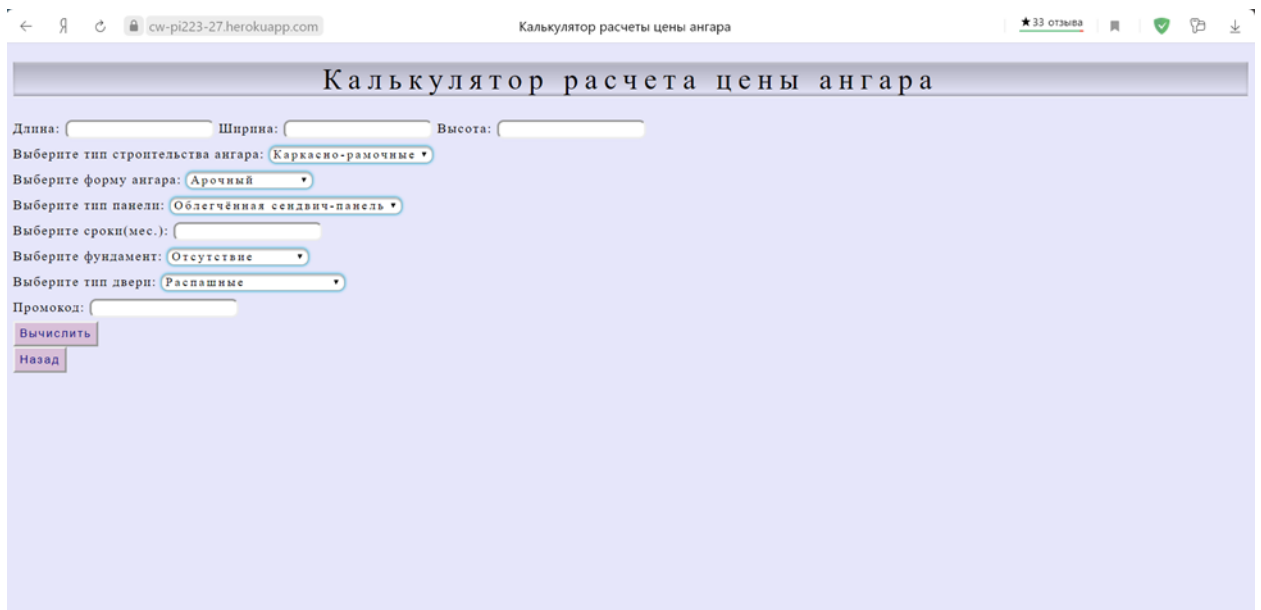 Я cw-pi223-27.herokuapp.com Калькулятор расчеты цены ангара ★33 отзыва
Калькулятор расчета цены ангара
Длина: Ширина: Высота:
Выберите тип строительства ангара: Каркасно-рамочные
Выберите форму ангара: Арочный
Выберите тип панели: Облегчённая сендвич-панель
Выберите сроки(мес.):
Выберите фундамент: Отсутствие
Выберите тип двери: Распашные
Промокод:
Вычислить
Назад